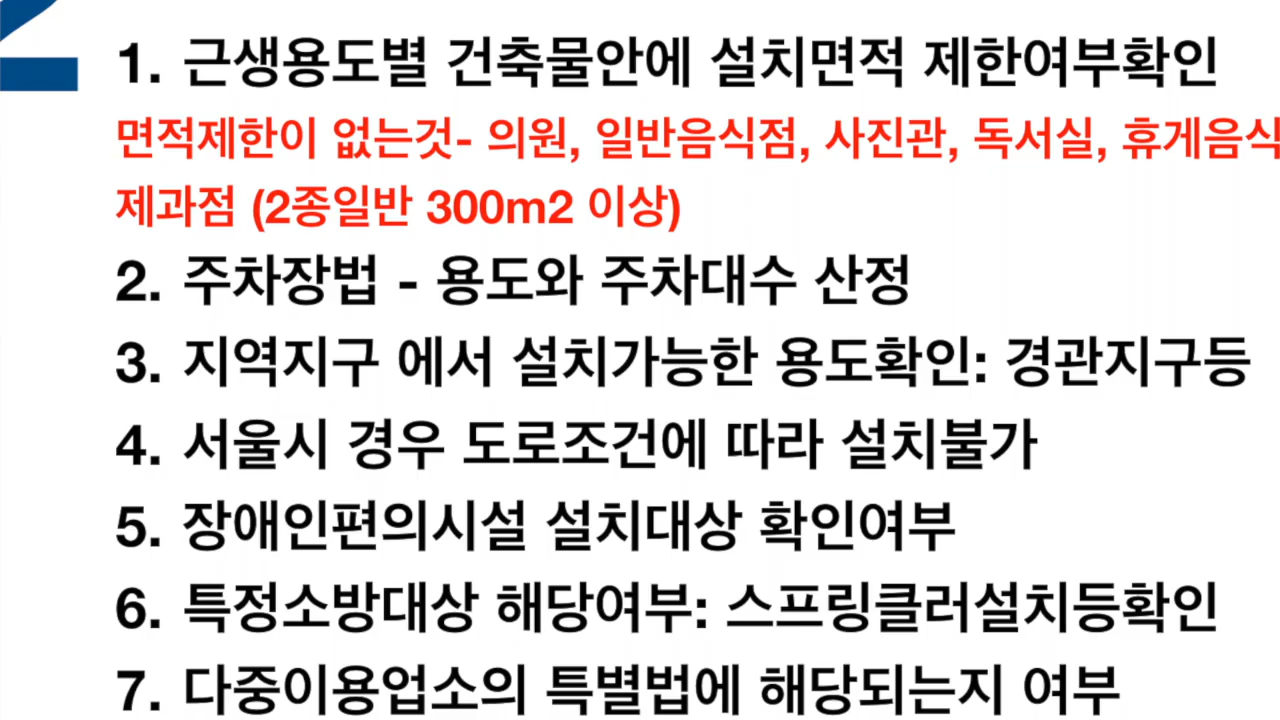 1. 근생용도별 건축물안에 설치면적 제한여부확인
면적제한이 없는것- 의원, 일반음식점, 사진관, 독서실, 휴게음식
제과점 (2종일반 300m2 이상)
2. 주차장법 - 용도와 주차대수 산정
3. 지역지구 에서 설치가능한 용도확인: 경관지구등
4. 서울시 경우 도로조건에 따라 설치불가
5. 장애인편의시설 설치대상 확인여부
6. 특정소방대상 해당여부: 스프링클러설치등확인
7. 다중이용업소의 특별법에 해당되는지 여부